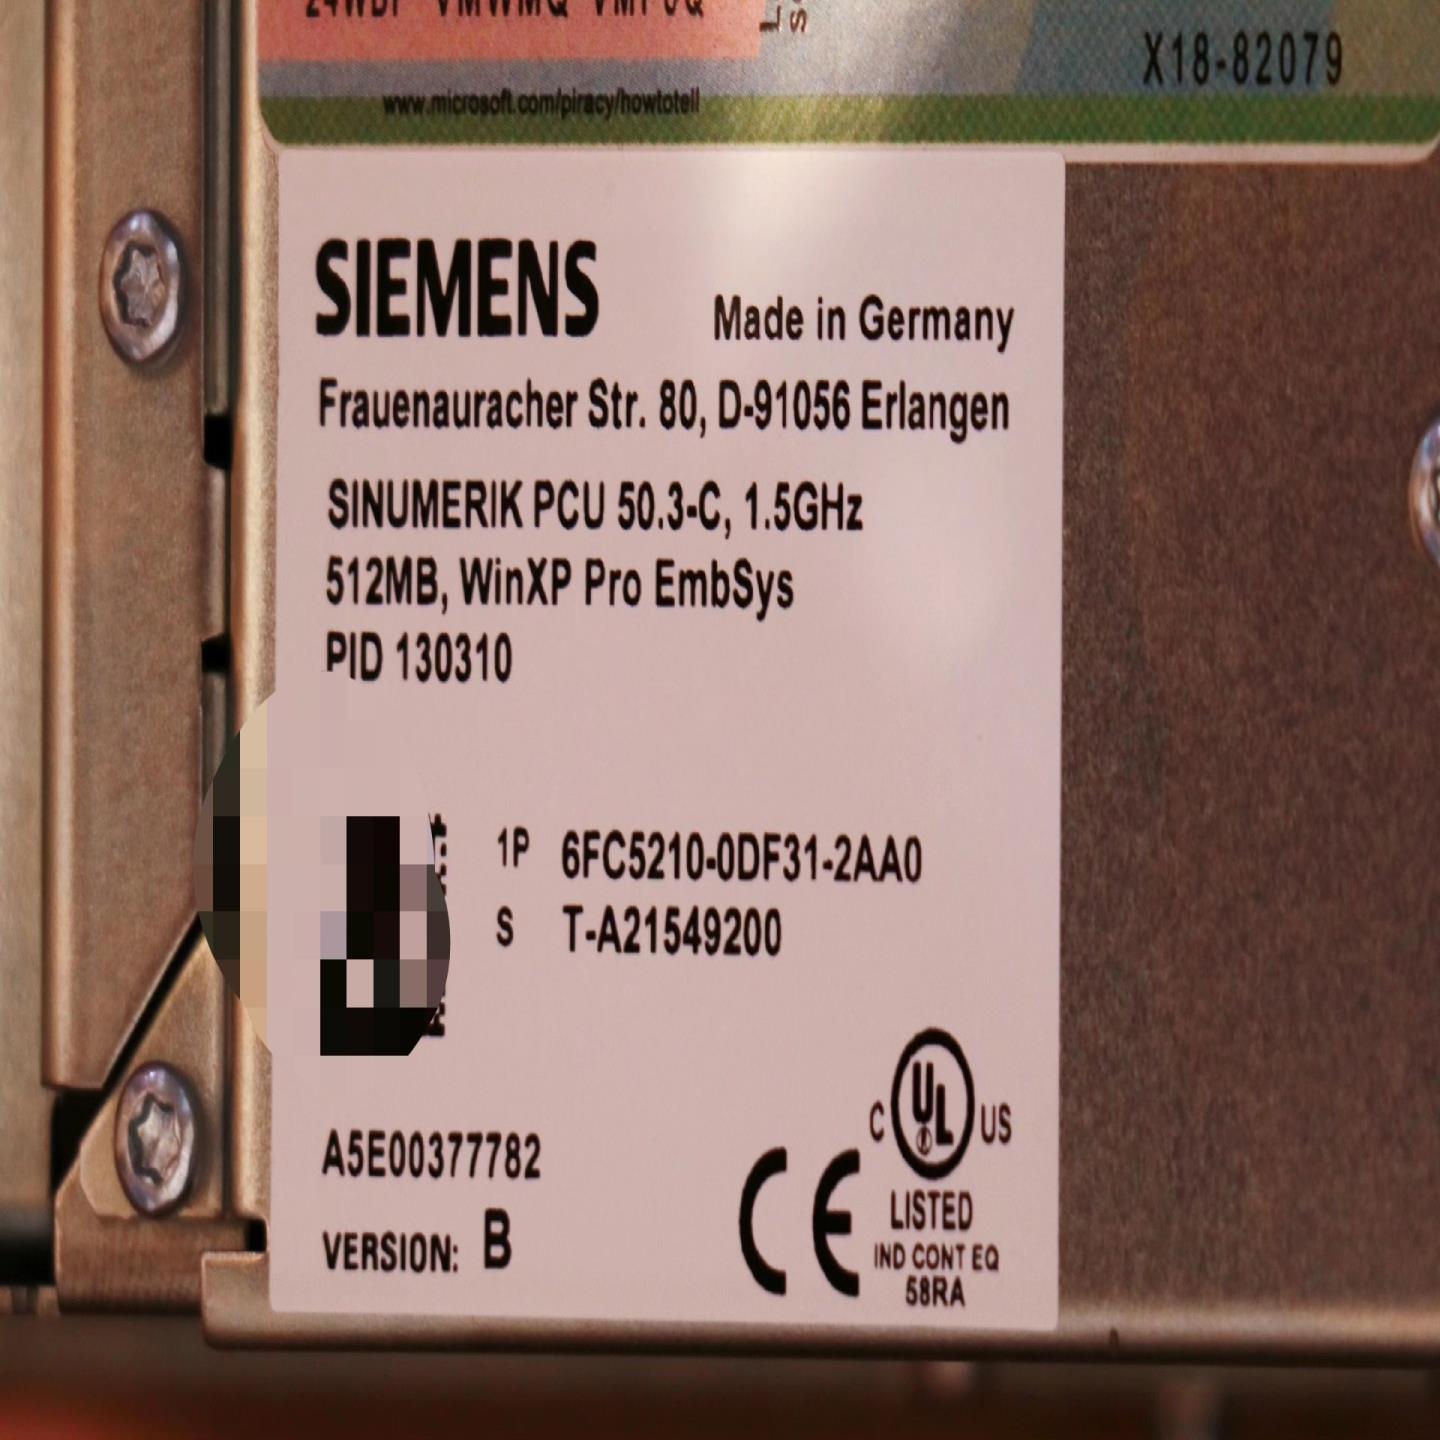 X18-82079
www.microsoft.com/piracy/howtotell
SIEMENS
Made in Germany
Frauenauracher Str. 80, D-91056 Erlangen
SINUMERIK PCU 50.3-C, 1.5GHz
512MB, WinXP Pro EmbSys
PID 130310
1P 6FC5210-0DF31-2AA0
S T-A21549200
C UL US
LISTED
IND CONT EQ
58RA
CE
A5E00377782
VERSION: B